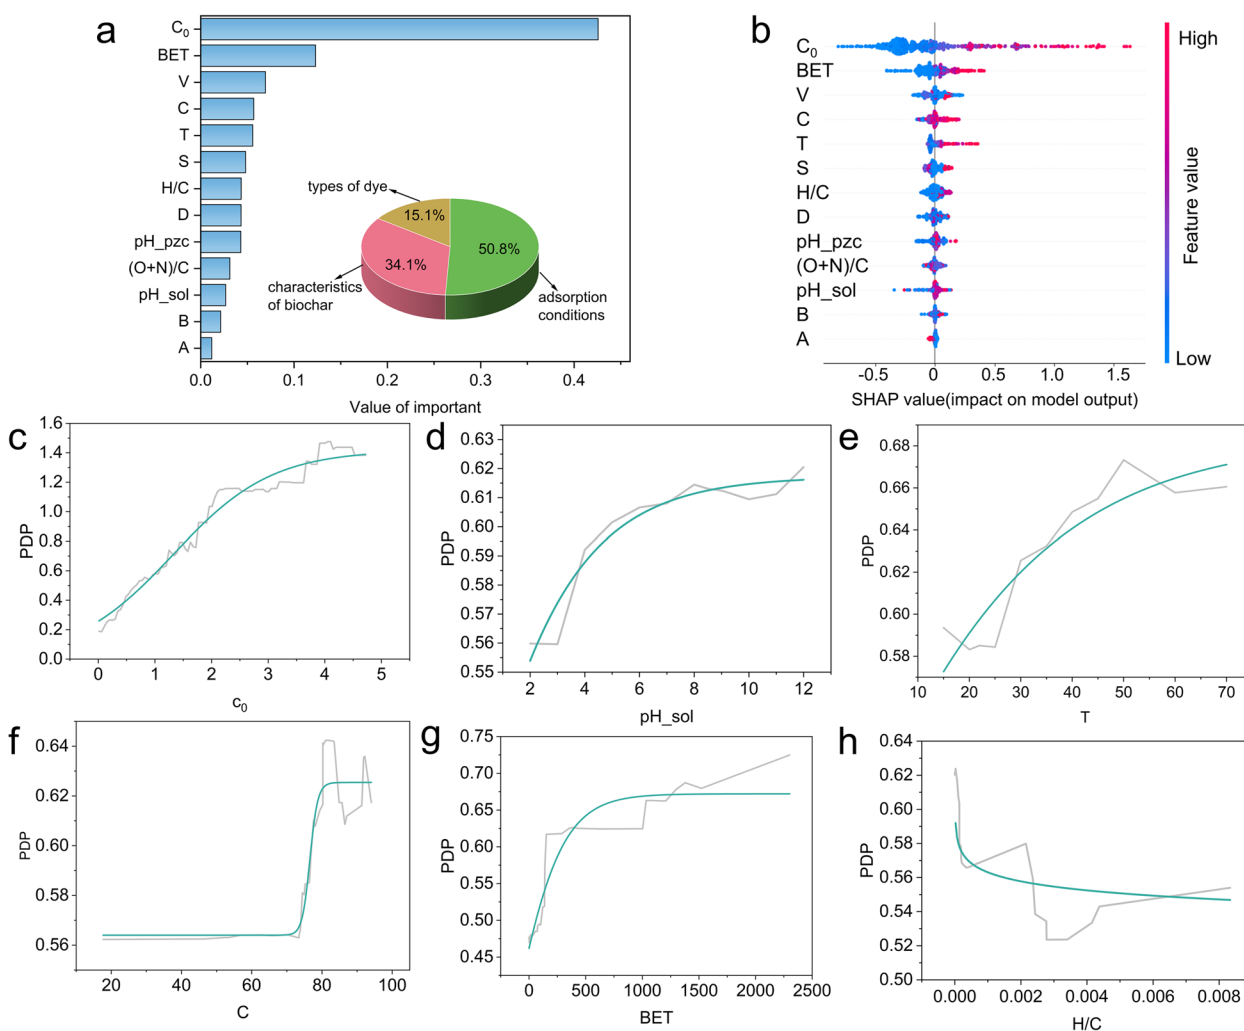 a
C0
BET
V
C
T
S
H/C
D
pH_pzc
(O+N)/C
pH_sol
B
A
0.0 0.1 0.2 0.3 0.4
Value of important
types of dye
15.1%
50.8%
34.1%
characteristics
of biochar
adsorption
conditions
b
C0
BET
V
C
T
S
H/C
D
pH_pzc
(O+N)/C
pH_sol
B
A
-0.5 0 0.5 1.0 1.5
SHAP value(impact on model output)
High
Feature value
Low
c
1.6
1.4
1.2
1.0
0.8
0.6
0.4
0.2
0.0
PDP
0 1 2 3 4 5
c0
d
0.63
0.62
0.61
0.60
0.59
0.58
0.57
0.56
0.55
PDP
2 4 6 8 10 12
pH_sol
e
0.68
0.66
0.64
0.62
0.60
0.58
PDP
10 20 30 40 50 60 70
T
f
0.64
0.62
0.60
0.58
0.56
PDP
20 40 60 80 100
C
g
0.75
0.70
0.65
0.60
0.55
0.50
0.45
PDP
0 500 1000 1500 2000 2500
BET
h
0.64
0.62
0.60
0.58
0.56
0.54
0.52
0.50
PDP
0.000 0.002 0.004 0.006 0.008
H/C